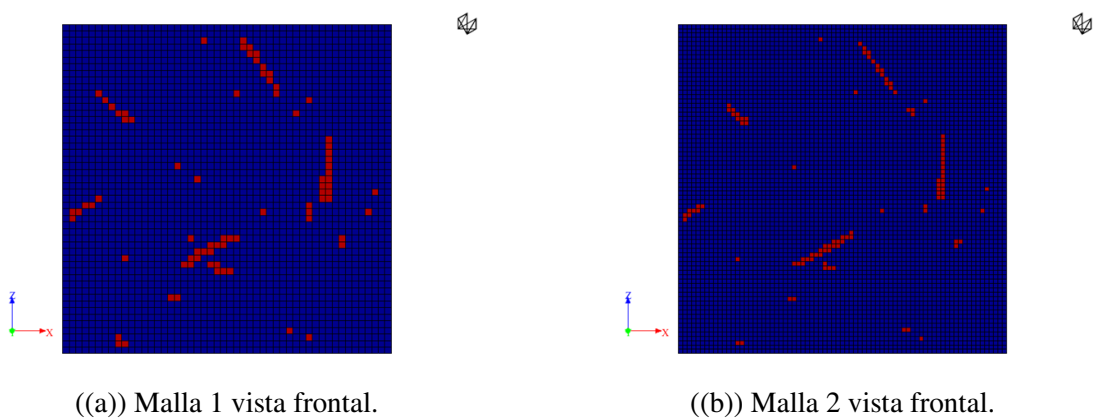 Z
X
Y
Z
X
Y
((a)) Malla 1 vista frontal.
((b)) Malla 2 vista frontal.